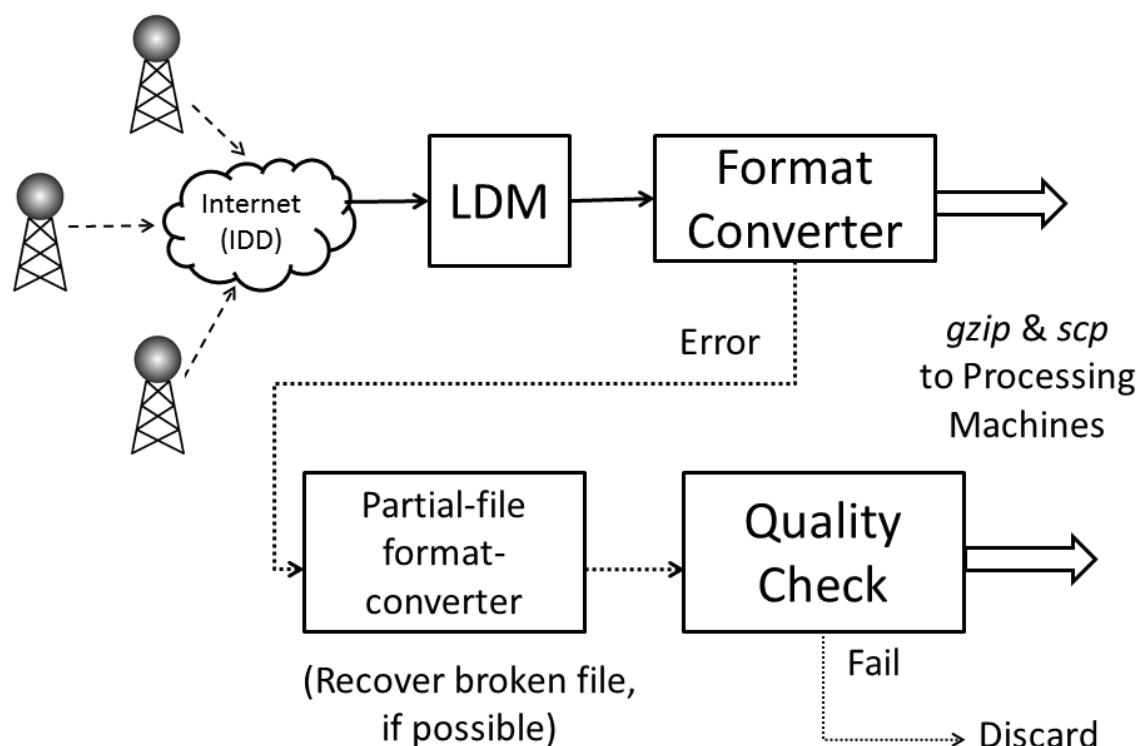 Internet
(IDD)
LDM
Format
Converter
Error
gzip & scp
to Processing
Machines
Partial-file
format-
converter
Quality
Check
(Recover broken file,
if possible)
Fail
Discard